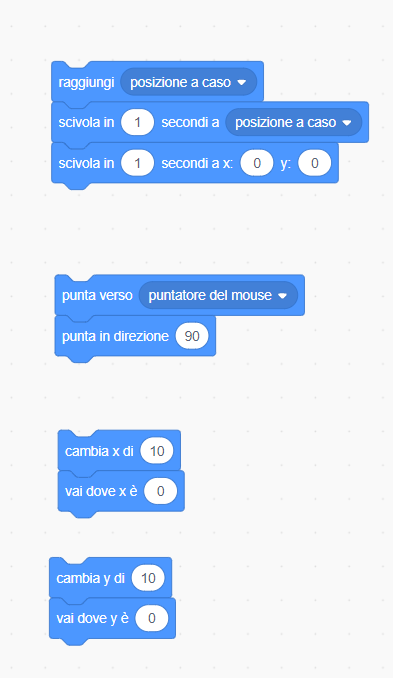 raggiungi posizione a caso
scivola in 1 secondi a posizione a caso
scivola in 1 secondi a x: 0 y: 0
punta verso puntatore del mouse
punta in direzione 90
cambia x di 10
vai dove x è 0
cambia y di 10
vai dove y è 0